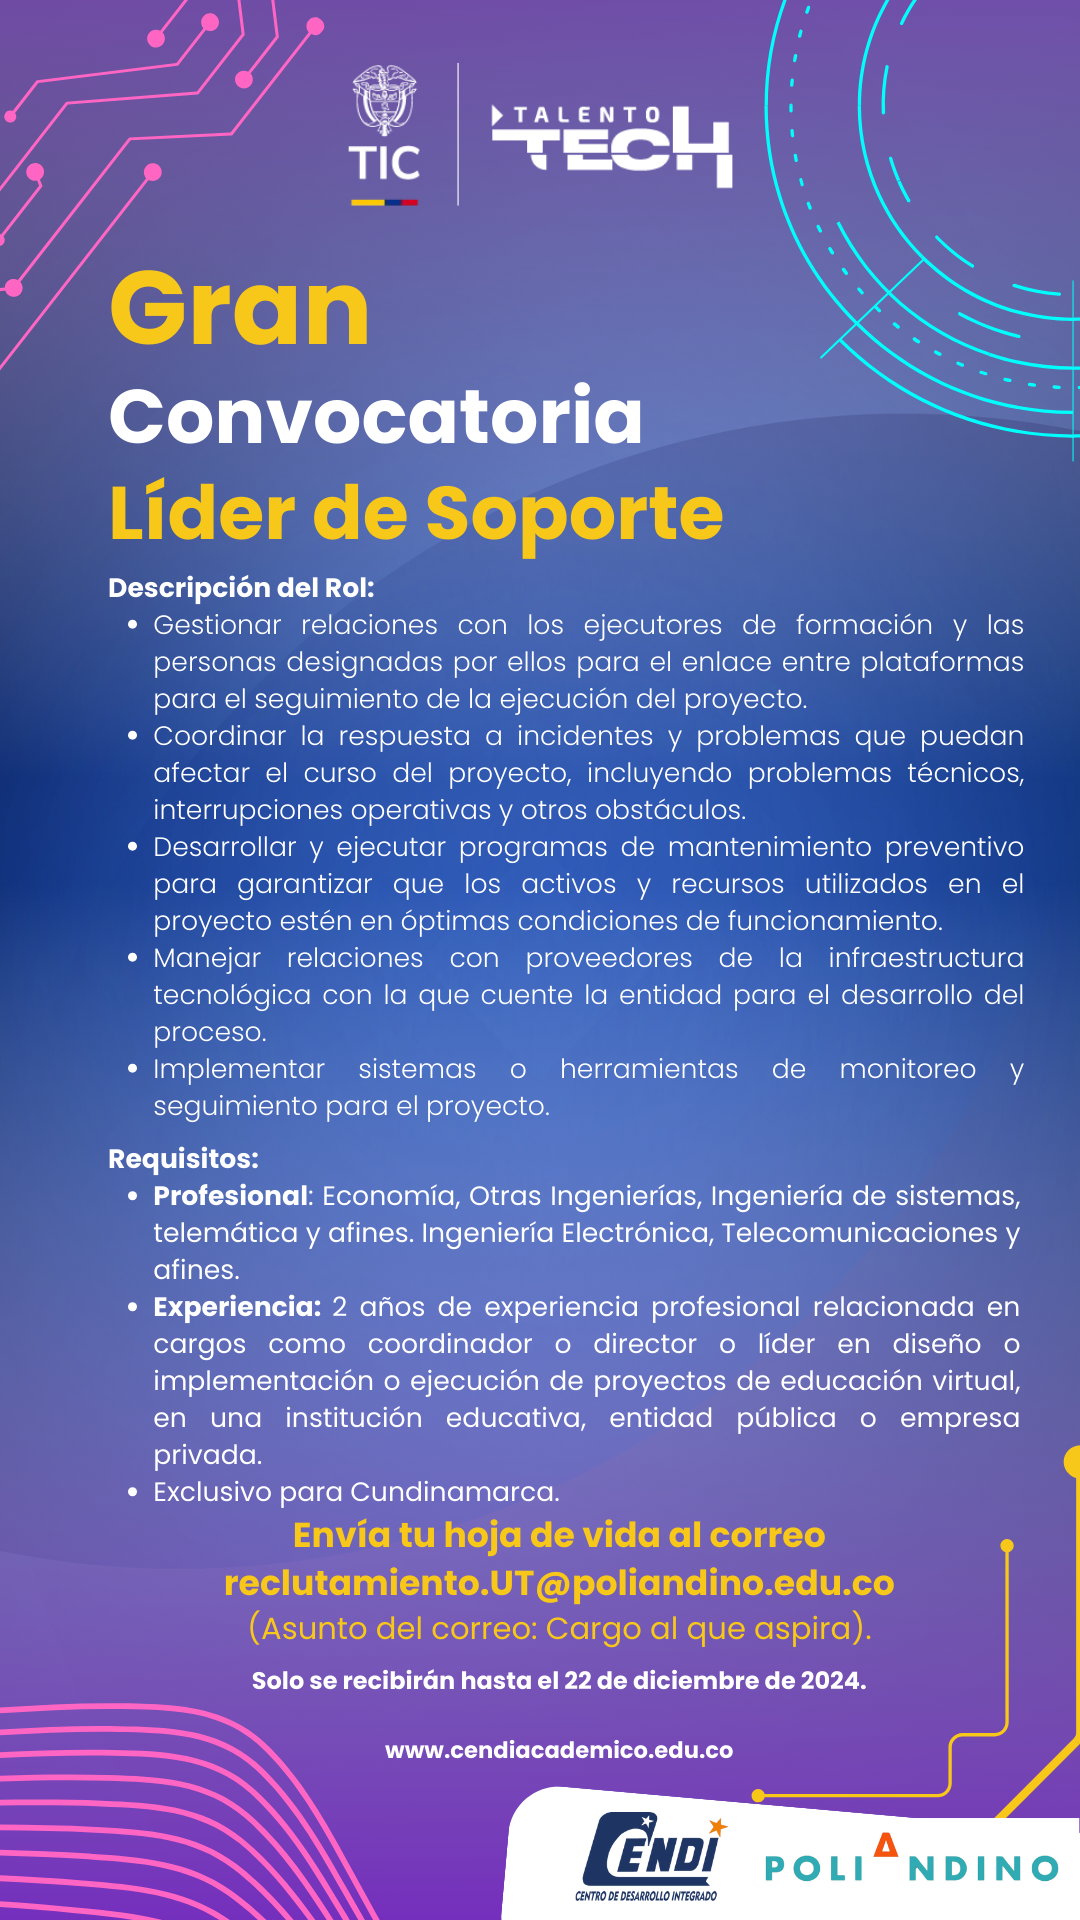 TIC
TALENTO
TECH
Gran
Convocatoria
Líder de Soporte
Descripción del Rol:
• Gestionar relaciones con los ejecutores de formación y las
personas designadas por ellos para el enlace entre plataformas
para el seguimiento de la ejecución del proyecto.
• Coordinar la respuesta a incidentes y problemas que puedan
afectar el curso del proyecto, incluyendo problemas técnicos,
interrupciones operativas y otros obstáculos.
• Desarrollar y ejecutar programas de mantenimiento preventivo
para garantizar que los activos y recursos utilizados en el
proyecto estén en óptimas condiciones de funcionamiento.
• Manejar relaciones con proveedores de la infraestructura
tecnológica con la que cuente la entidad para el desarrollo del
proceso.
• Implementar sistemas o herramientas de monitoreo y
seguimiento para el proyecto.
Requisitos:
• Profesional: Economía, Otras Ingenierías, Ingeniería de sistemas,
telemática y afines. Ingeniería Electrónica, Telecomunicaciones y
afines.
• Experiencia: 2 años de experiencia profesional relacionada en
cargos como coordinador o director o líder en diseño o
implementación o ejecución de proyectos de educación virtual,
en una institución educativa, entidad pública o empresa
privada.
• Exclusivo para Cundinamarca.
Envía tu hoja de vida al correo
reclutamiento.UT@poliandino.edu.co
(Asunto del correo: Cargo al que aspira).
Solo se recibirán hasta el 22 de diciembre de 2024.
www.cendiacademico.edu.co
CENDI
CENTRO DE DESARROLLO INTEGRADO
POLIANDINO